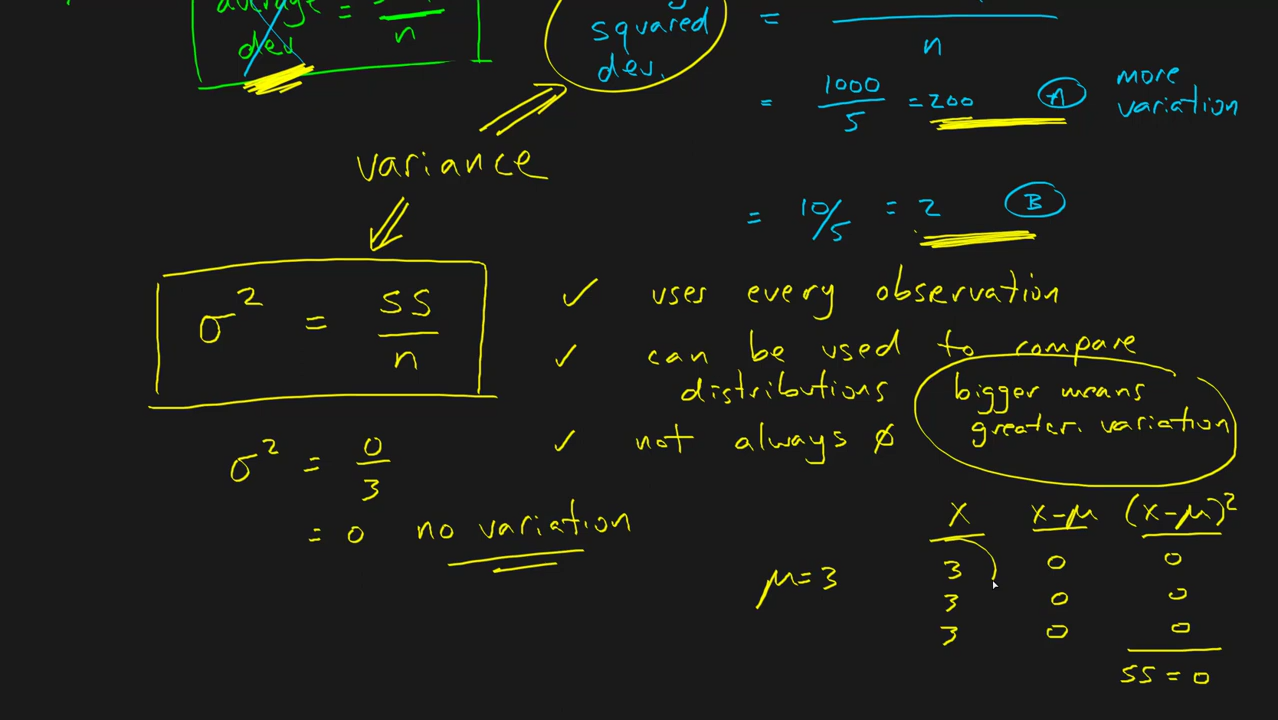 average =
dev
n
squared
dev.
=
n
= 1000/5 = 200 A more
variation
variance
= 10/5 = 2 B
σ² = SS/n
✓ uses every observation
✓ can be used to compare
distributions
bigger means
greater. variation
✓ not always ∅
σ² = 0/3
= 0 no variation
μ=3
X X-μ (X-μ)²
3 0 0
3 0 0
3 0 0
SS = 0